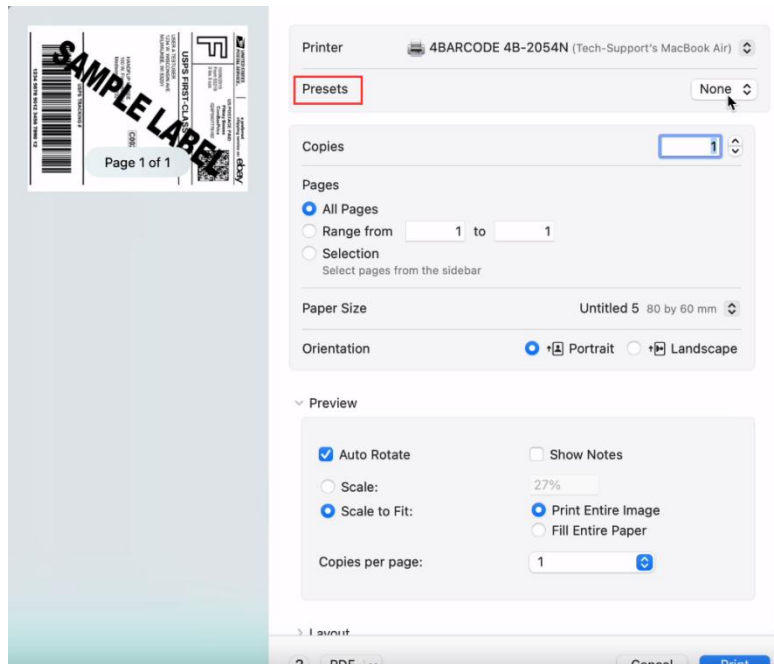 SAMPLE LABEL
USPS FIRST-CLASS
F
ebay
USPS TRACKING #
Page 1 of 1
Printer 4BARCODE 4B-2054N (Tech-Support's MacBook Air)
Presets None
Copies 1
Pages
All Pages
Range from 1 to 1
Selection
Select pages from the sidebar
Paper Size Untitled 5 80 by 60 mm
Orientation Portrait Landscape
Preview
Auto Rotate Show Notes
Scale: 27%
Scale to Fit: Print Entire Image
Fill Entire Paper
Copies per page: 1
Layout
? PDF Cancel Print